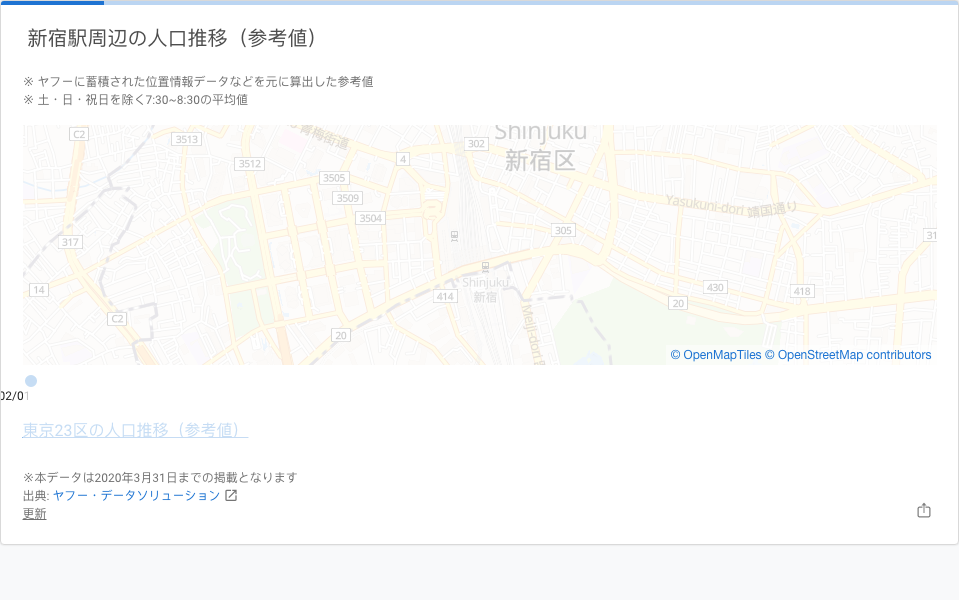 新宿駅周辺の人口推移（参考値）
※ ヤフーに蓄積された位置情報データなどを元に算出した参考値
※ 土・日・祝日を除く7:30~8:30の平均値
C2
3513
青梅街道
302
Shinjuku
新宿区
3512
4
3505
3509
3504
Yasukuni-dori 靖国通り
317
305
31
14
Shinjuku
新宿
414
430
418
20
C2
20
Meiji-dori
© OpenMapTiles © OpenStreetMap contributors
02/01
東京23区の人口推移（参考値）
※本データは2020年3月31日までの掲載となります
出典: ヤフー・データソリューション
更新